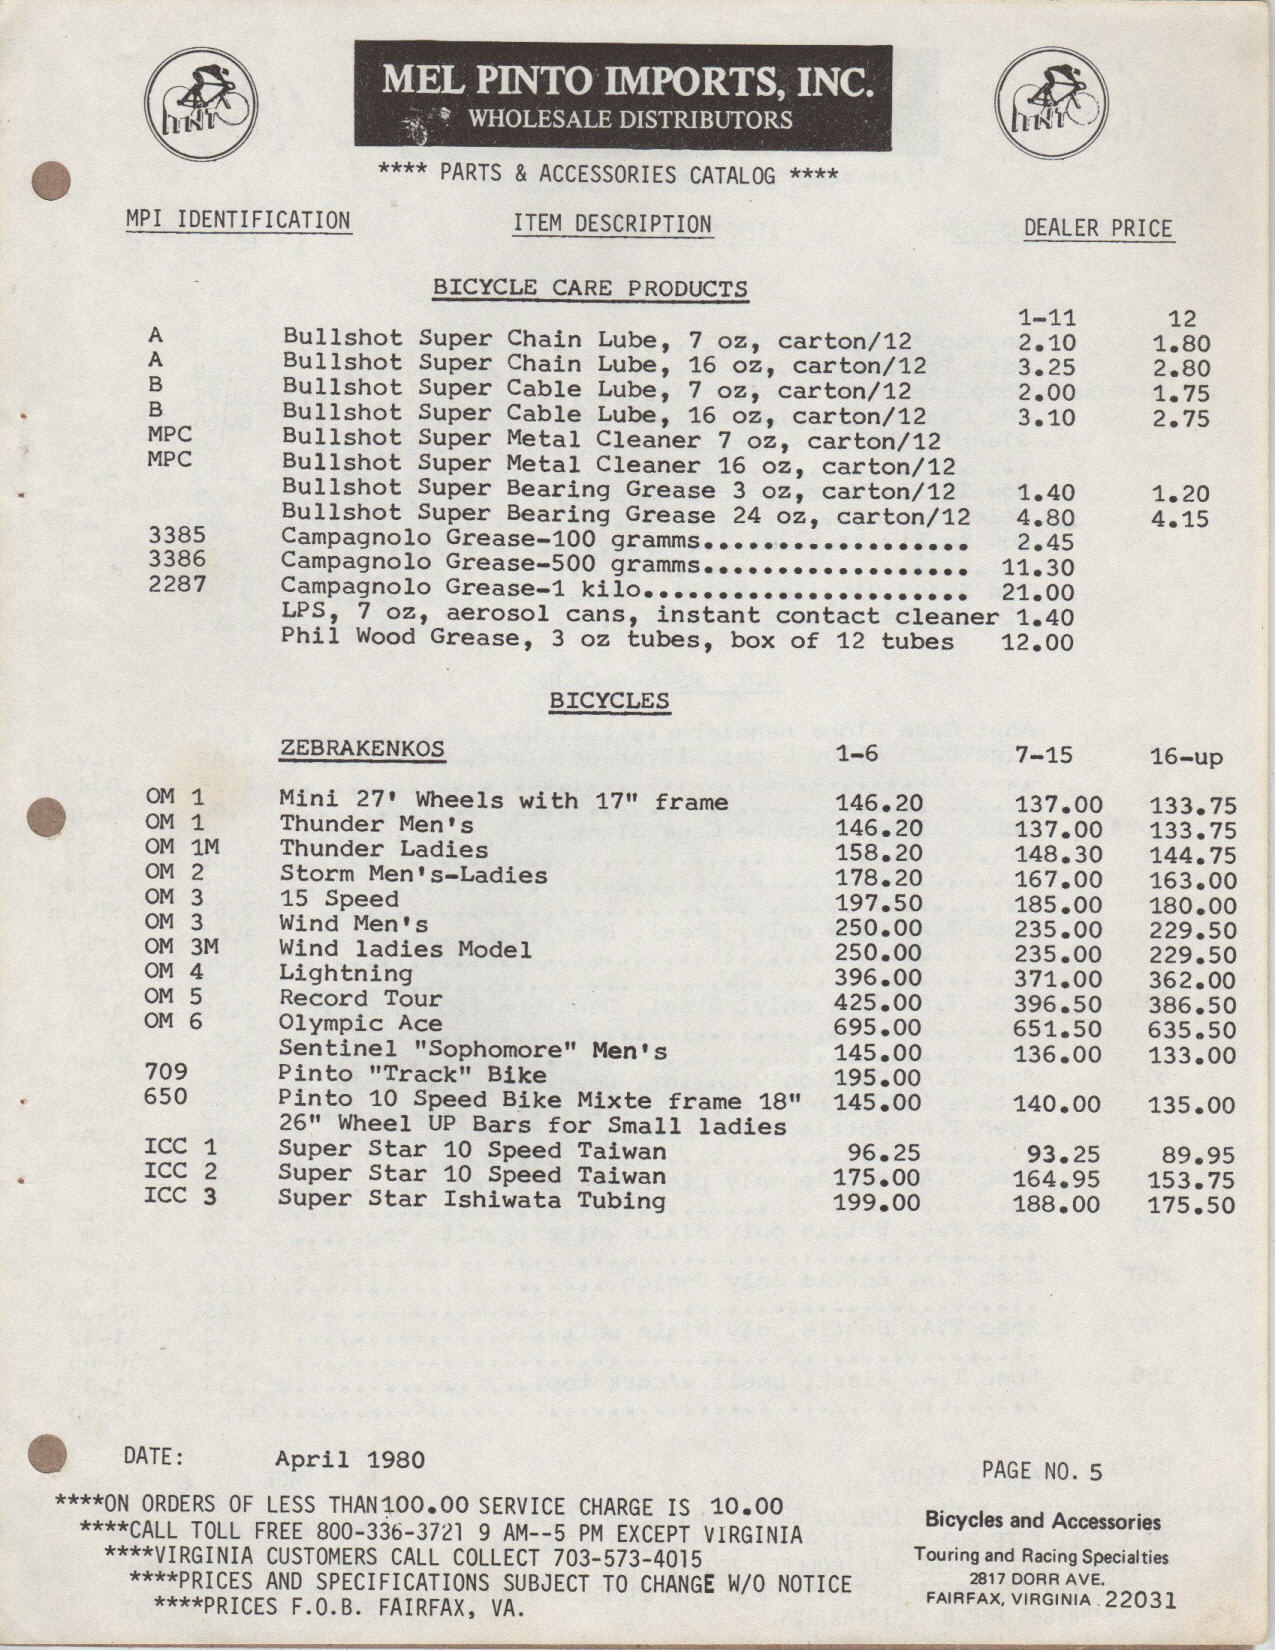 MEL PINTO IMPORTS, INC.
WHOLESALE DISTRIBUTORS
**** PARTS & ACCESSORIES CATALOG ****
MPI IDENTIFICATION ITEM DESCRIPTION DEALER PRICE
BICYCLE CARE PRODUCTS
1-11 12
A Bullshot Super Chain Lube, 7 oz, carton/12 2.10 1.80
A Bullshot Super Chain Lube, 16 oz, carton/12 3.25 2.80
B Bullshot Super Cable Lube, 7 oz, carton/12 2.00 1.75
B Bullshot Super Cable Lube, 16 oz, carton/12 3.10 2.75
MPC Bullshot Super Metal Cleaner 7 oz, carton/12
MPC Bullshot Super Metal Cleaner 16 oz, carton/12
Bullshot Super Bearing Grease 3 oz, carton/12 1.40 1.20
Bullshot Super Bearing Grease 24 oz, carton/12 4.80 4.15
3385 Campagnolo Grease-100 gramms.................. 2.45
3386 Campagnolo Grease-500 gramms.................. 11.30
2287 Campagnolo Grease-1 kilo...................... 21.00
LPS, 7 oz, aerosol cans, instant contact cleaner 1.40
Phil Wood Grease, 3 oz tubes, box of 12 tubes 12.00
BICYCLES
ZEBRAKENKOS 1-6 7-15 16-up
OM 1 Mini 27' Wheels with 17" frame 146.20 137.00 133.75
OM 1 Thunder Men's 146.20 137.00 133.75
OM 1M Thunder Ladies 158.20 148.30 144.75
OM 2 Storm Men's-Ladies 178.20 167.00 163.00
OM 3 15 Speed 197.50 185.00 180.00
OM 3 Wind Men's 250.00 235.00 229.50
OM 3M Wind ladies Model 250.00 235.00 229.50
OM 4 Lightning 396.00 371.00 362.00
OM 5 Record Tour 425.00 396.50 386.50
OM 6 Olympic Ace 695.00 651.50 635.50
Sentinel "Sophomore" Men's 145.00 136.00 133.00
709 Pinto "Track" Bike 195.00
650 Pinto 10 Speed Bike Mixte frame 18" 145.00 140.00 135.00
26" Wheel UP Bars for Small ladies
ICC 1 Super Star 10 Speed Taiwan 96.25 93.25 89.95
ICC 2 Super Star 10 Speed Taiwan 175.00 164.95 153.75
ICC 3 Super Star Ishiwata Tubing 199.00 188.00 175.50
DATE: April 1980
PAGE NO. 5
****ON ORDERS OF LESS THAN100.00 SERVICE CHARGE IS 10.00
****CALL TOLL FREE 800-336-3721 9 AM--5 PM EXCEPT VIRGINIA
****VIRGINIA CUSTOMERS CALL COLLECT 703-573-4015
****PRICES AND SPECIFICATIONS SUBJECT TO CHANGE W/O NOTICE
****PRICES F.O.B. FAIRFAX, VA.
Bicycles and Accessories
Touring and Racing Specialties
2817 DORR AVE.
FAIRFAX, VIRGINIA 22031